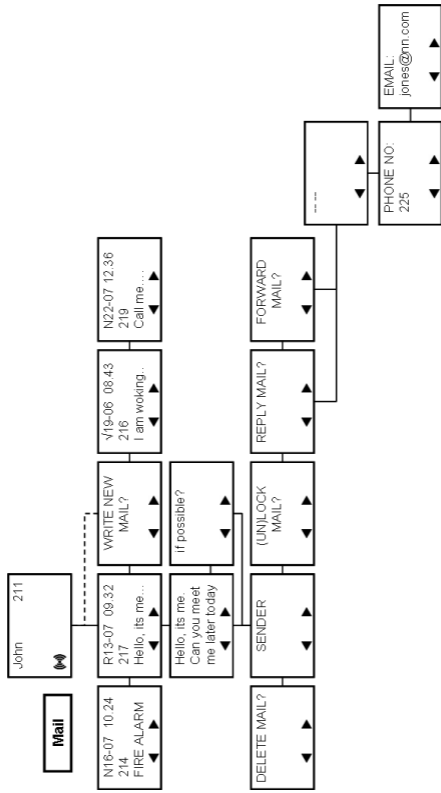 Mail
John 211
N16-07 10.24
214
FIRE ALARM
R13-07 09.32
217
Hello, its me...
WRITE NEW
MAIL?
√19-06 08.43
216
I am woking..
N22-07 12.36
219
Call me....
Hello, its me.
Can you meet
me later today
if possible?
DELETE MAIL?
SENDER
(UN)LOCK
MAIL?
REPLY MAIL?
FORWARD
MAIL?
-- --
PHONE NO:
225
EMAIL:
jones@nn.com